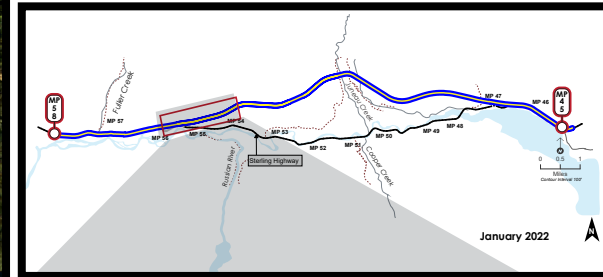 Fuller Creek
MP 57
MP
5
8
MP 56
MP 55
MP 54
MP 53
Russian River
Sterling Highway
MP 52
MP 51
MP 50
MP 49
MP 48
MP 47
MP 46
Juneau Creek
Cooper Creek
MP
4
5
0 0.5 1
Miles
Contour Interval 100'
January 2022
N